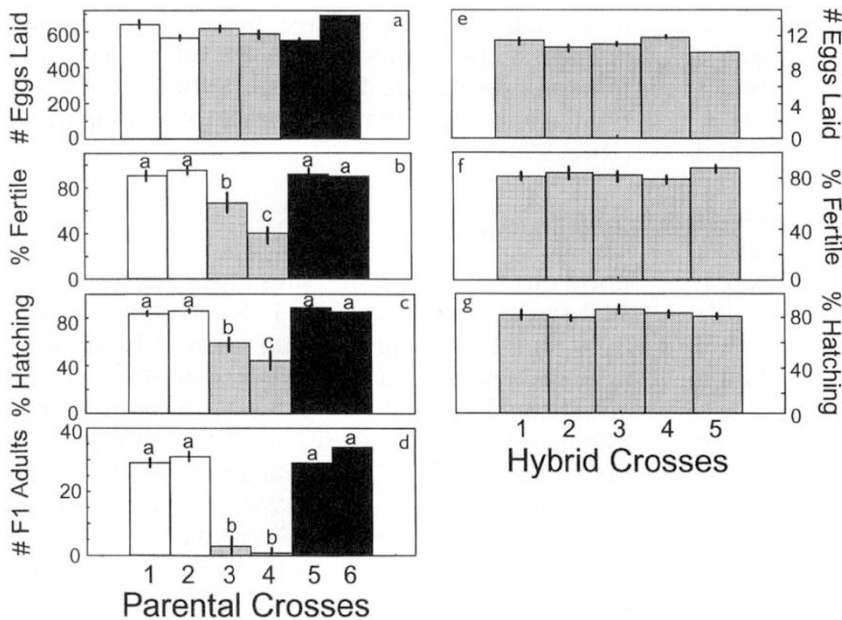 # Eggs Laid
600
400
200
0
a
e
12
8
4
0
# Eggs Laid
% Fertile
80
40
0
a a b c a a
b
f
80
40
0
% Fertile
% Hatching
80
40
0
a a b c a a
c
g
80
40
0
% Hatching
# F1 Adults
40
20
0
a a b b a a
d
1 2 3 4 5 6
Parental Crosses
1 2 3 4 5
Hybrid Crosses